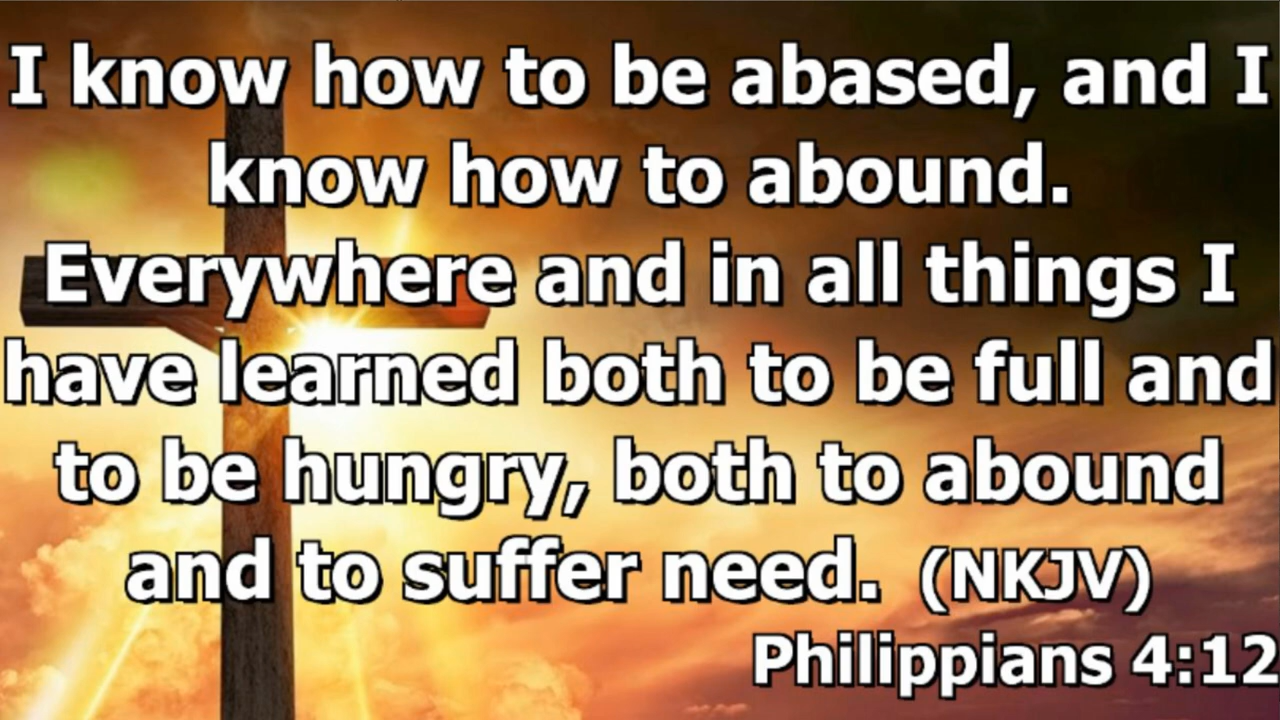 I know how to be abased, and I
know how to abound.
Everywhere and in all things I
have learned both to be full and
to be hungry, both to abound
and to suffer need. (NKJV)
Philippians 4:12